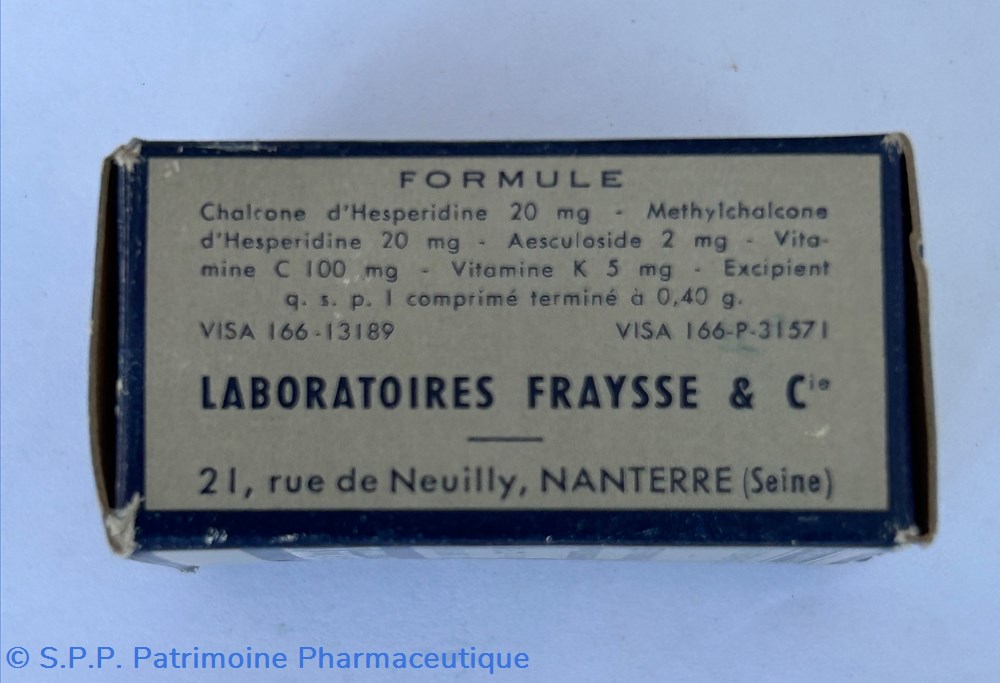 FORMULE
Chalcone d'Hesperidine 20 mg - Methylchalcone
d'Hesperidine 20 mg - Aesculoside 2 mg - Vita-
mine C 100 mg - Vitamine K 5 mg - Excipient
q. s. p. 1 comprimé terminé à 0,40 g.
VISA 166-13189 VISA 166-P-31571
LABORATOIRES FRAYSSE & Cie
21, rue de Neuilly, NANTERRE (Seine)
© S.P.P. Patrimoine Pharmaceutique